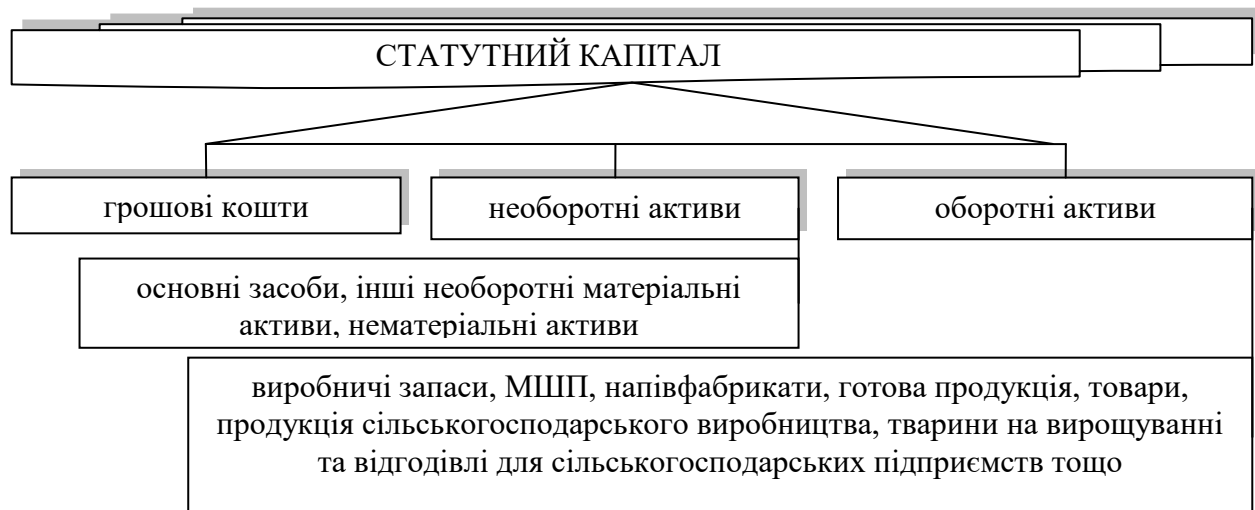 СТАТУТНИЙ КАПІТАЛ
грошові кошти
необоротні активи
оборотні активи
основні засоби, інші необоротні матеріальні
активи, нематеріальні активи
виробничі запаси, МШП, напівфабрикати, готова продукція, товари,
продукція сільськогосподарського виробництва, тварини на вирощуванні
та відгодівлі для сільськогосподарських підприємств тощо